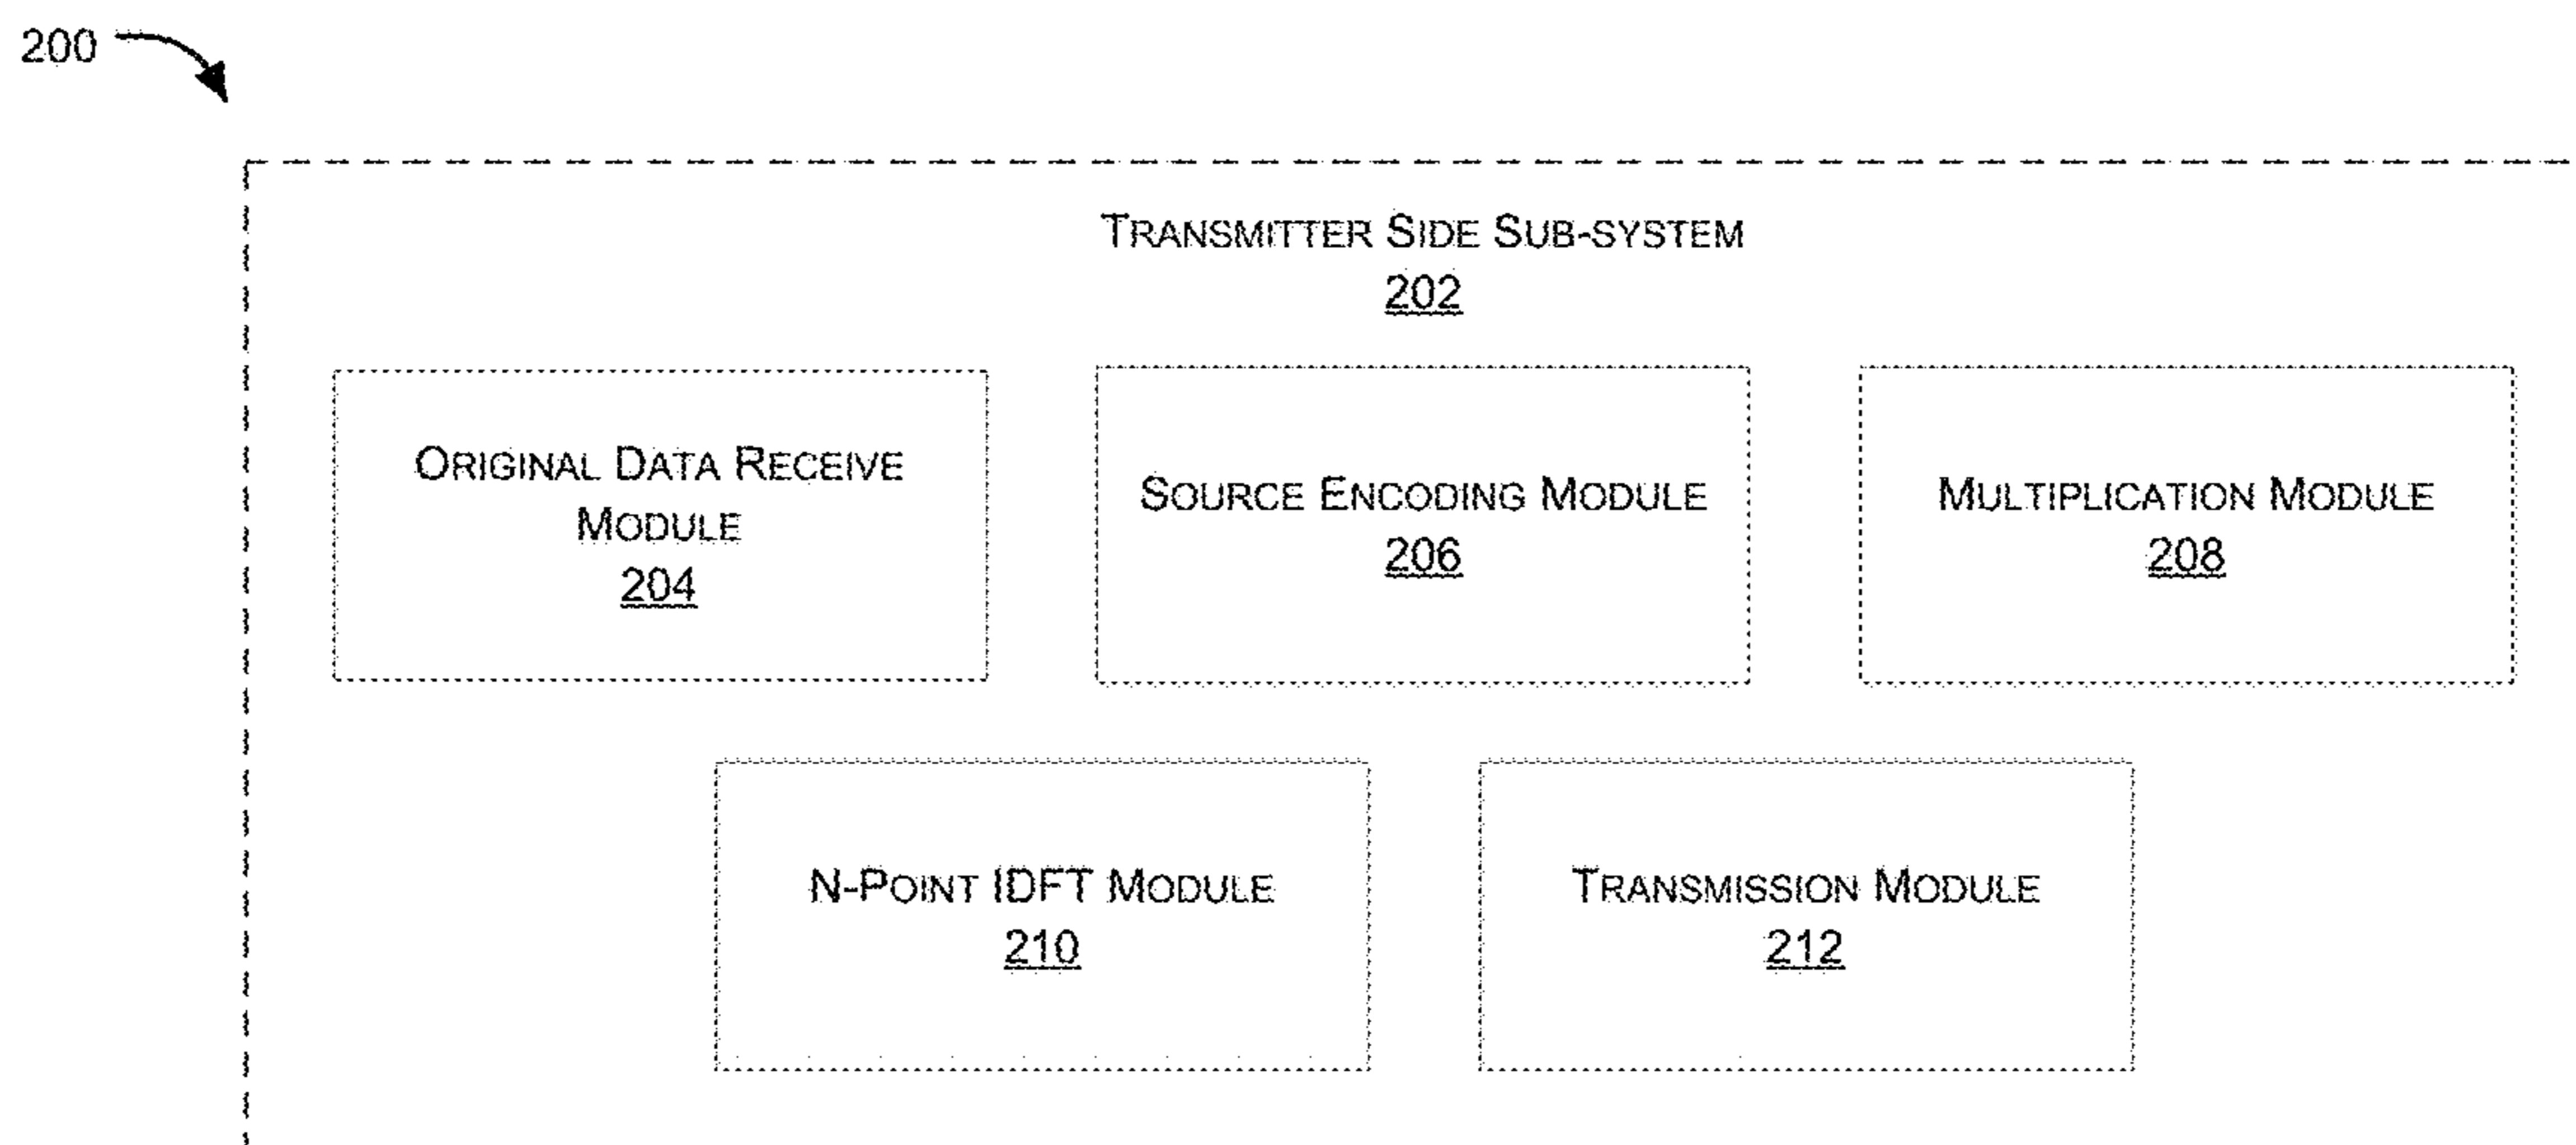 200
TRANSMITTER SIDE SUB-SYSTEM
202
ORIGINAL DATA RECEIVE
MODULE
204
SOURCE ENCODING MODULE
206
MULTIPLICATION MODULE
208
N-POINT IDFT MODULE
210
TRANSMISSION MODULE
212